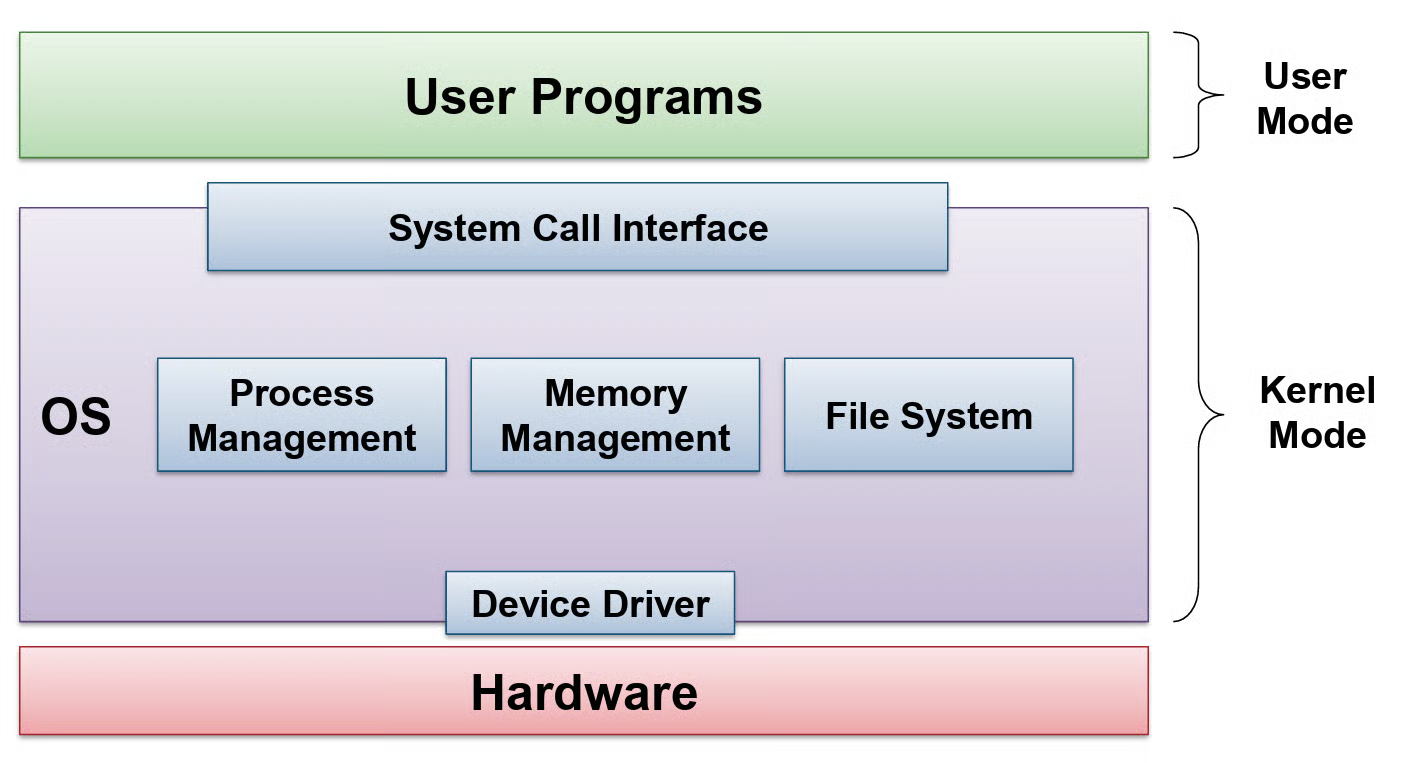 User Programs
User
Mode
System Call Interface
OS
Process
Management
Memory
Management
File System
Kernel
Mode
Device Driver
Hardware